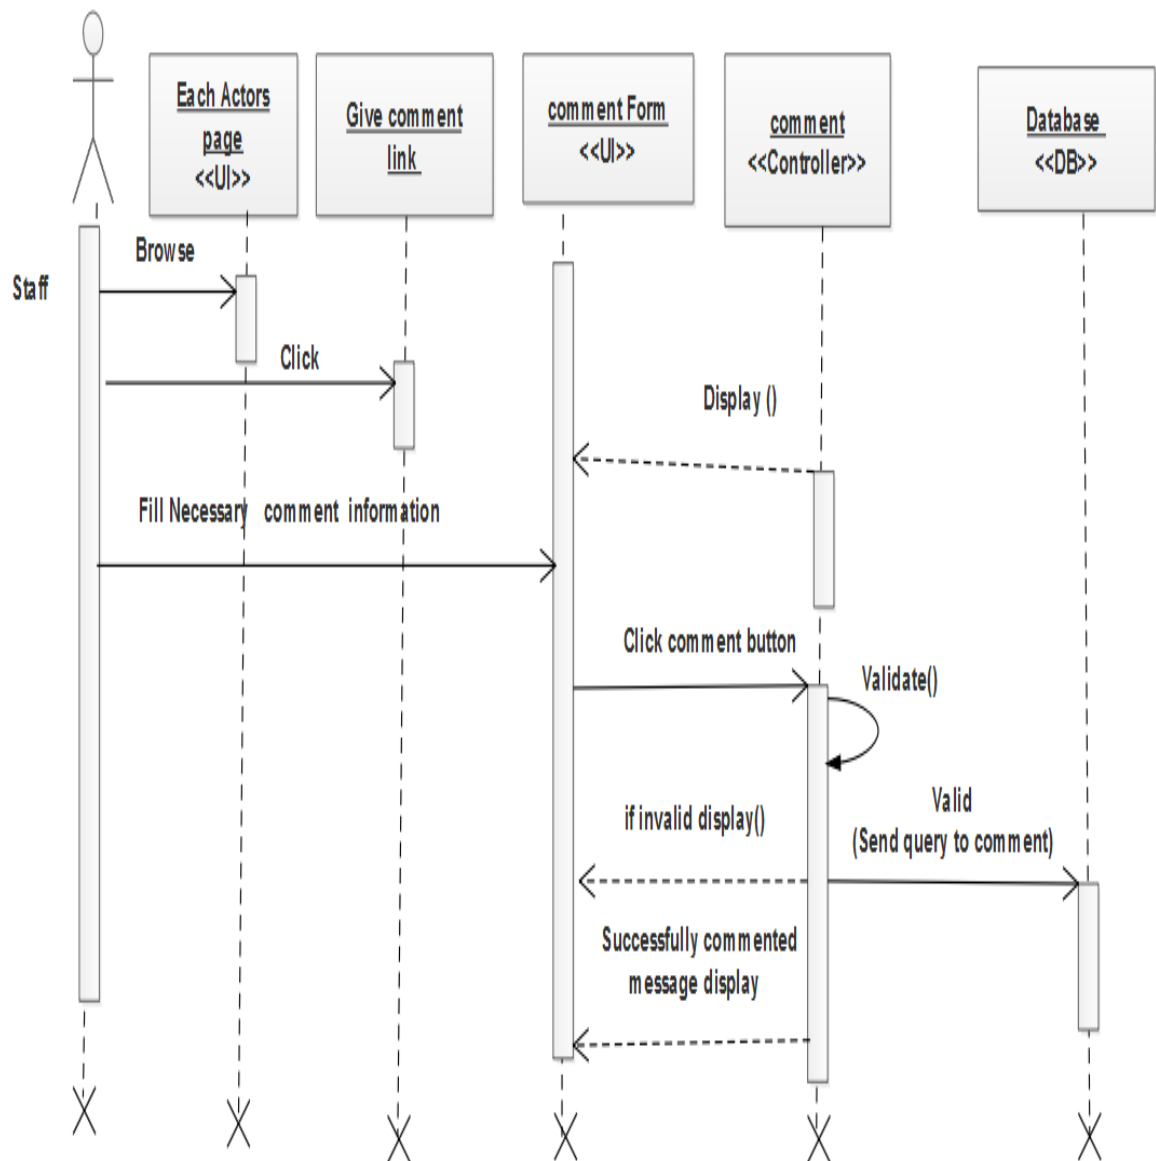 Each Actors
page
<<UI>>
Give comment
link
comment Form
<<UI>>
comment
<<Controller>>
Database
<<DB>>
Staff
Browse
Click
Display ()
Fill Necessary comment information
Click comment button
Validate()
if invalid display()
Valid
(Send query to comment)
Successfully commented
message display